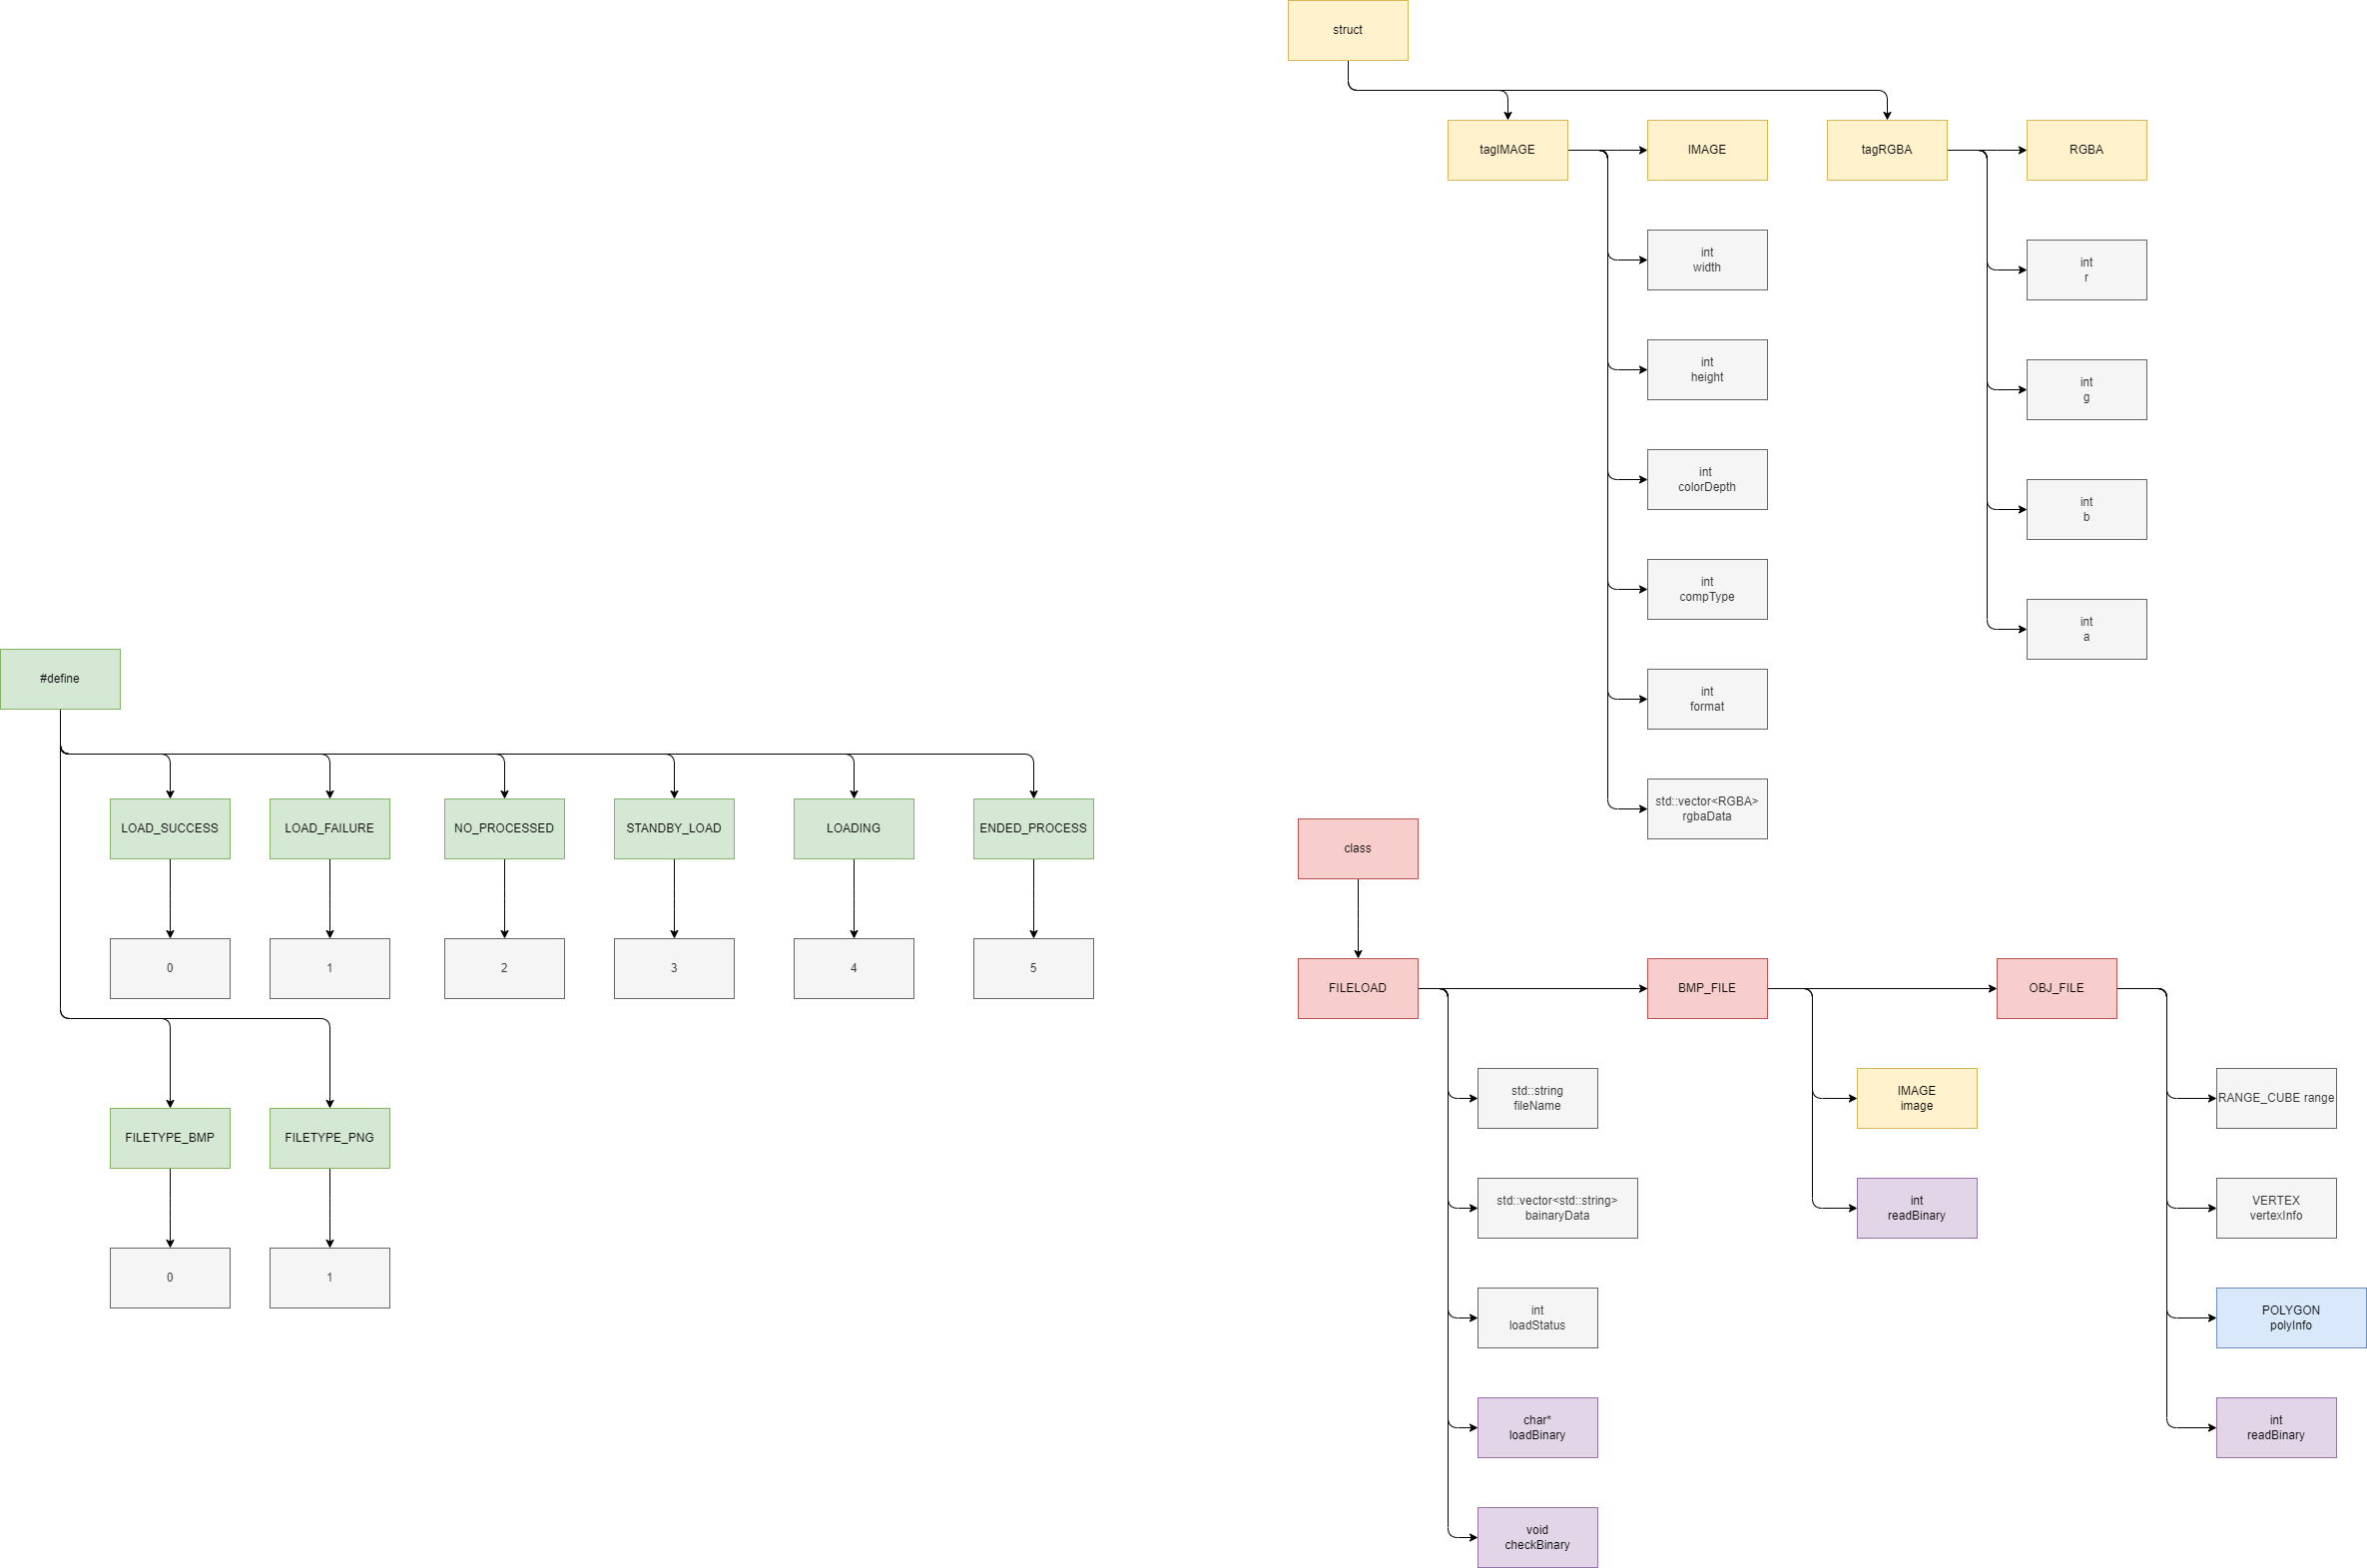 struct
tagIMAGE
IMAGE
tagRGBA
RGBA
int
width
int
r
int
height
int
g
int
colorDepth
int
b
int
compType
int
a
int
format
std::vector<RGBA>
rgbaData
#define
LOAD_SUCCESS
LOAD_FAILURE
NO_PROCESSED
STANDBY_LOAD
LOADING
ENDED_PROCESS
0
1
2
3
4
5
FILETYPE_BMP
FILETYPE_PNG
0
1
class
FILELOAD
BMP_FILE
OBJ_FILE
std::string
fileName
IMAGE
image
RANGE_CUBE range
std::vector<std::string>
bainaryData
int
readBinary
VERTEX
vertexInfo
int
loadStatus
POLYGON
polyInfo
char*
loadBinary
int
readBinary
void
checkBinary